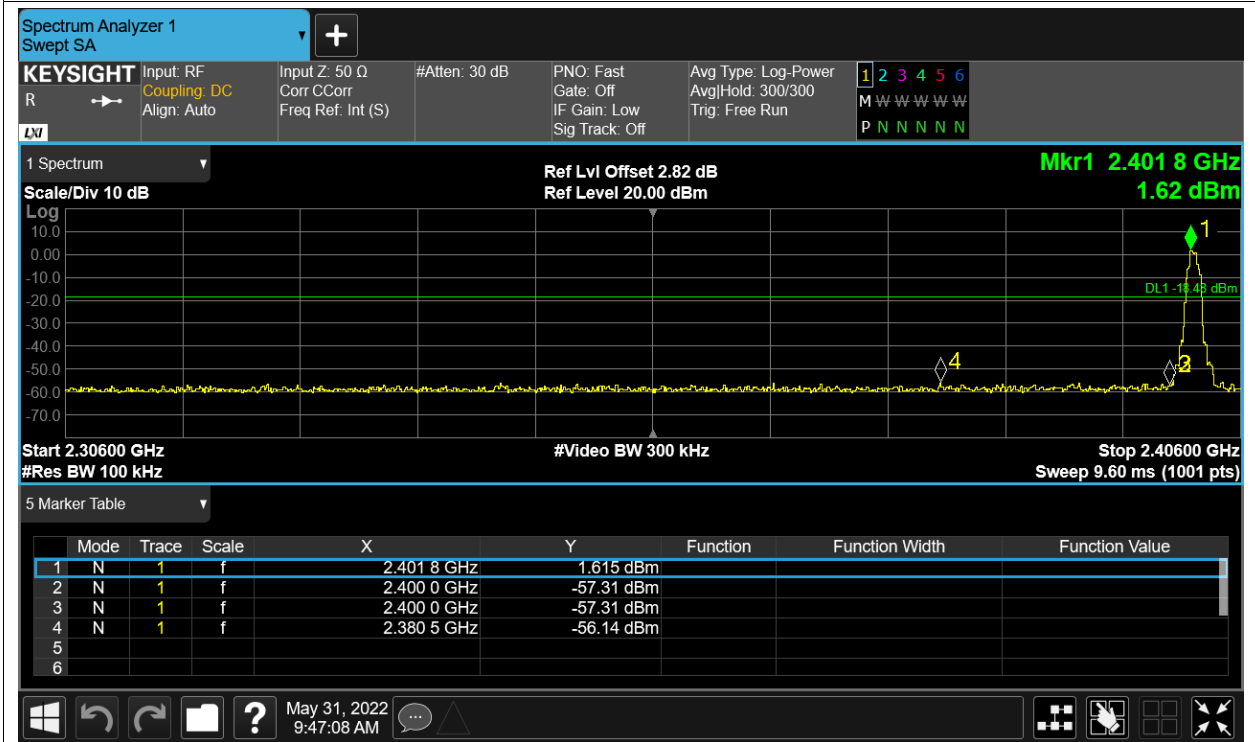 Spectrum Analyzer 1
Swept SA
KEYSIGHT Input: RF Input Z: 50 Ω #Atten: 30 dB PNO: Fast Avg Type: Log-Power 1 2 3 4 5 6
R Coupling: DC Corr CCorr Gate: Off Avg|Hold: 300/300 M W W W W W
Align: Auto Freq Ref: Int (S) IF Gain: Low Trig: Free Run
LXI Sig Track: Off P N N N N N
1 Spectrum Ref Lvl Offset 2.82 dB Mkr1 2.401 8 GHz
Scale/Div 10 dB Ref Level 20.00 dBm 1.62 dBm
Log
10.0 1
0.00
-10.0
DL1 -18.48 dBm
-20.0
-30.0
-40.0
-50.0 4
-60.0
-70.0
Start 2.30600 GHz #Video BW 300 kHz Stop 2.40600 GHz
#Res BW 100 kHz Sweep 9.60 ms (1001 pts)
5 Marker Table
Mode Trace Scale X Y Function Function Width Function Value
1 N 1 f 2.401 8 GHz 1.615 dBm
2 N 1 f 2.400 0 GHz -57.31 dBm
3 N 1 f 2.400 0 GHz -57.31 dBm
4 N 1 f 2.380 5 GHz -56.14 dBm
5
6
? May 31, 2022
9:47:08 AM